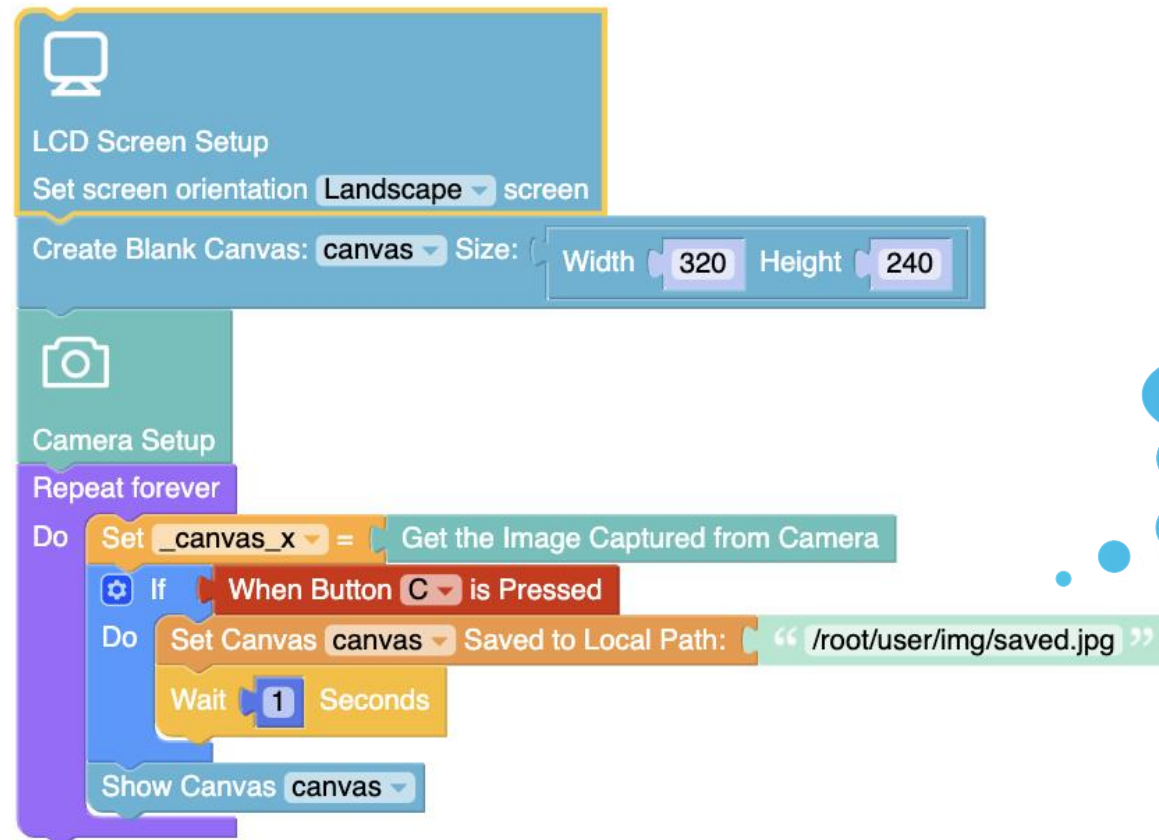 LCD Screen Setup
Set screen orientation Landscape screen
Create Blank Canvas: canvas Size: Width 320 Height 240
Camera Setup
Repeat forever
Do Set _canvas_x = Get the Image Captured from Camera
If When Button C is Pressed
Do Set Canvas canvas Saved to Local Path: “ /root/user/img/saved.jpg ”
Wait 1 Seconds
Show Canvas canvas